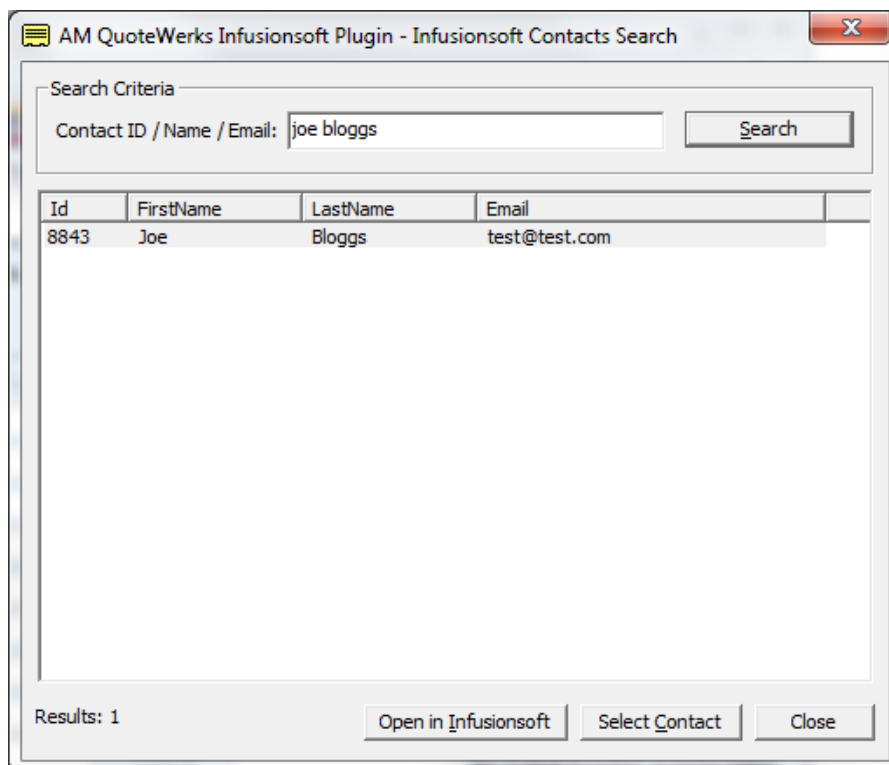 AM QuoteWerks Infusionsoft Plugin - Infusionsoft Contacts Search
X
Search Criteria
Contact ID / Name / Email: joe bloggs Search
Id FirstName LastName Email
8843 Joe Bloggs test@test.com
Results: 1 Open in Infusionsoft Select Contact Close